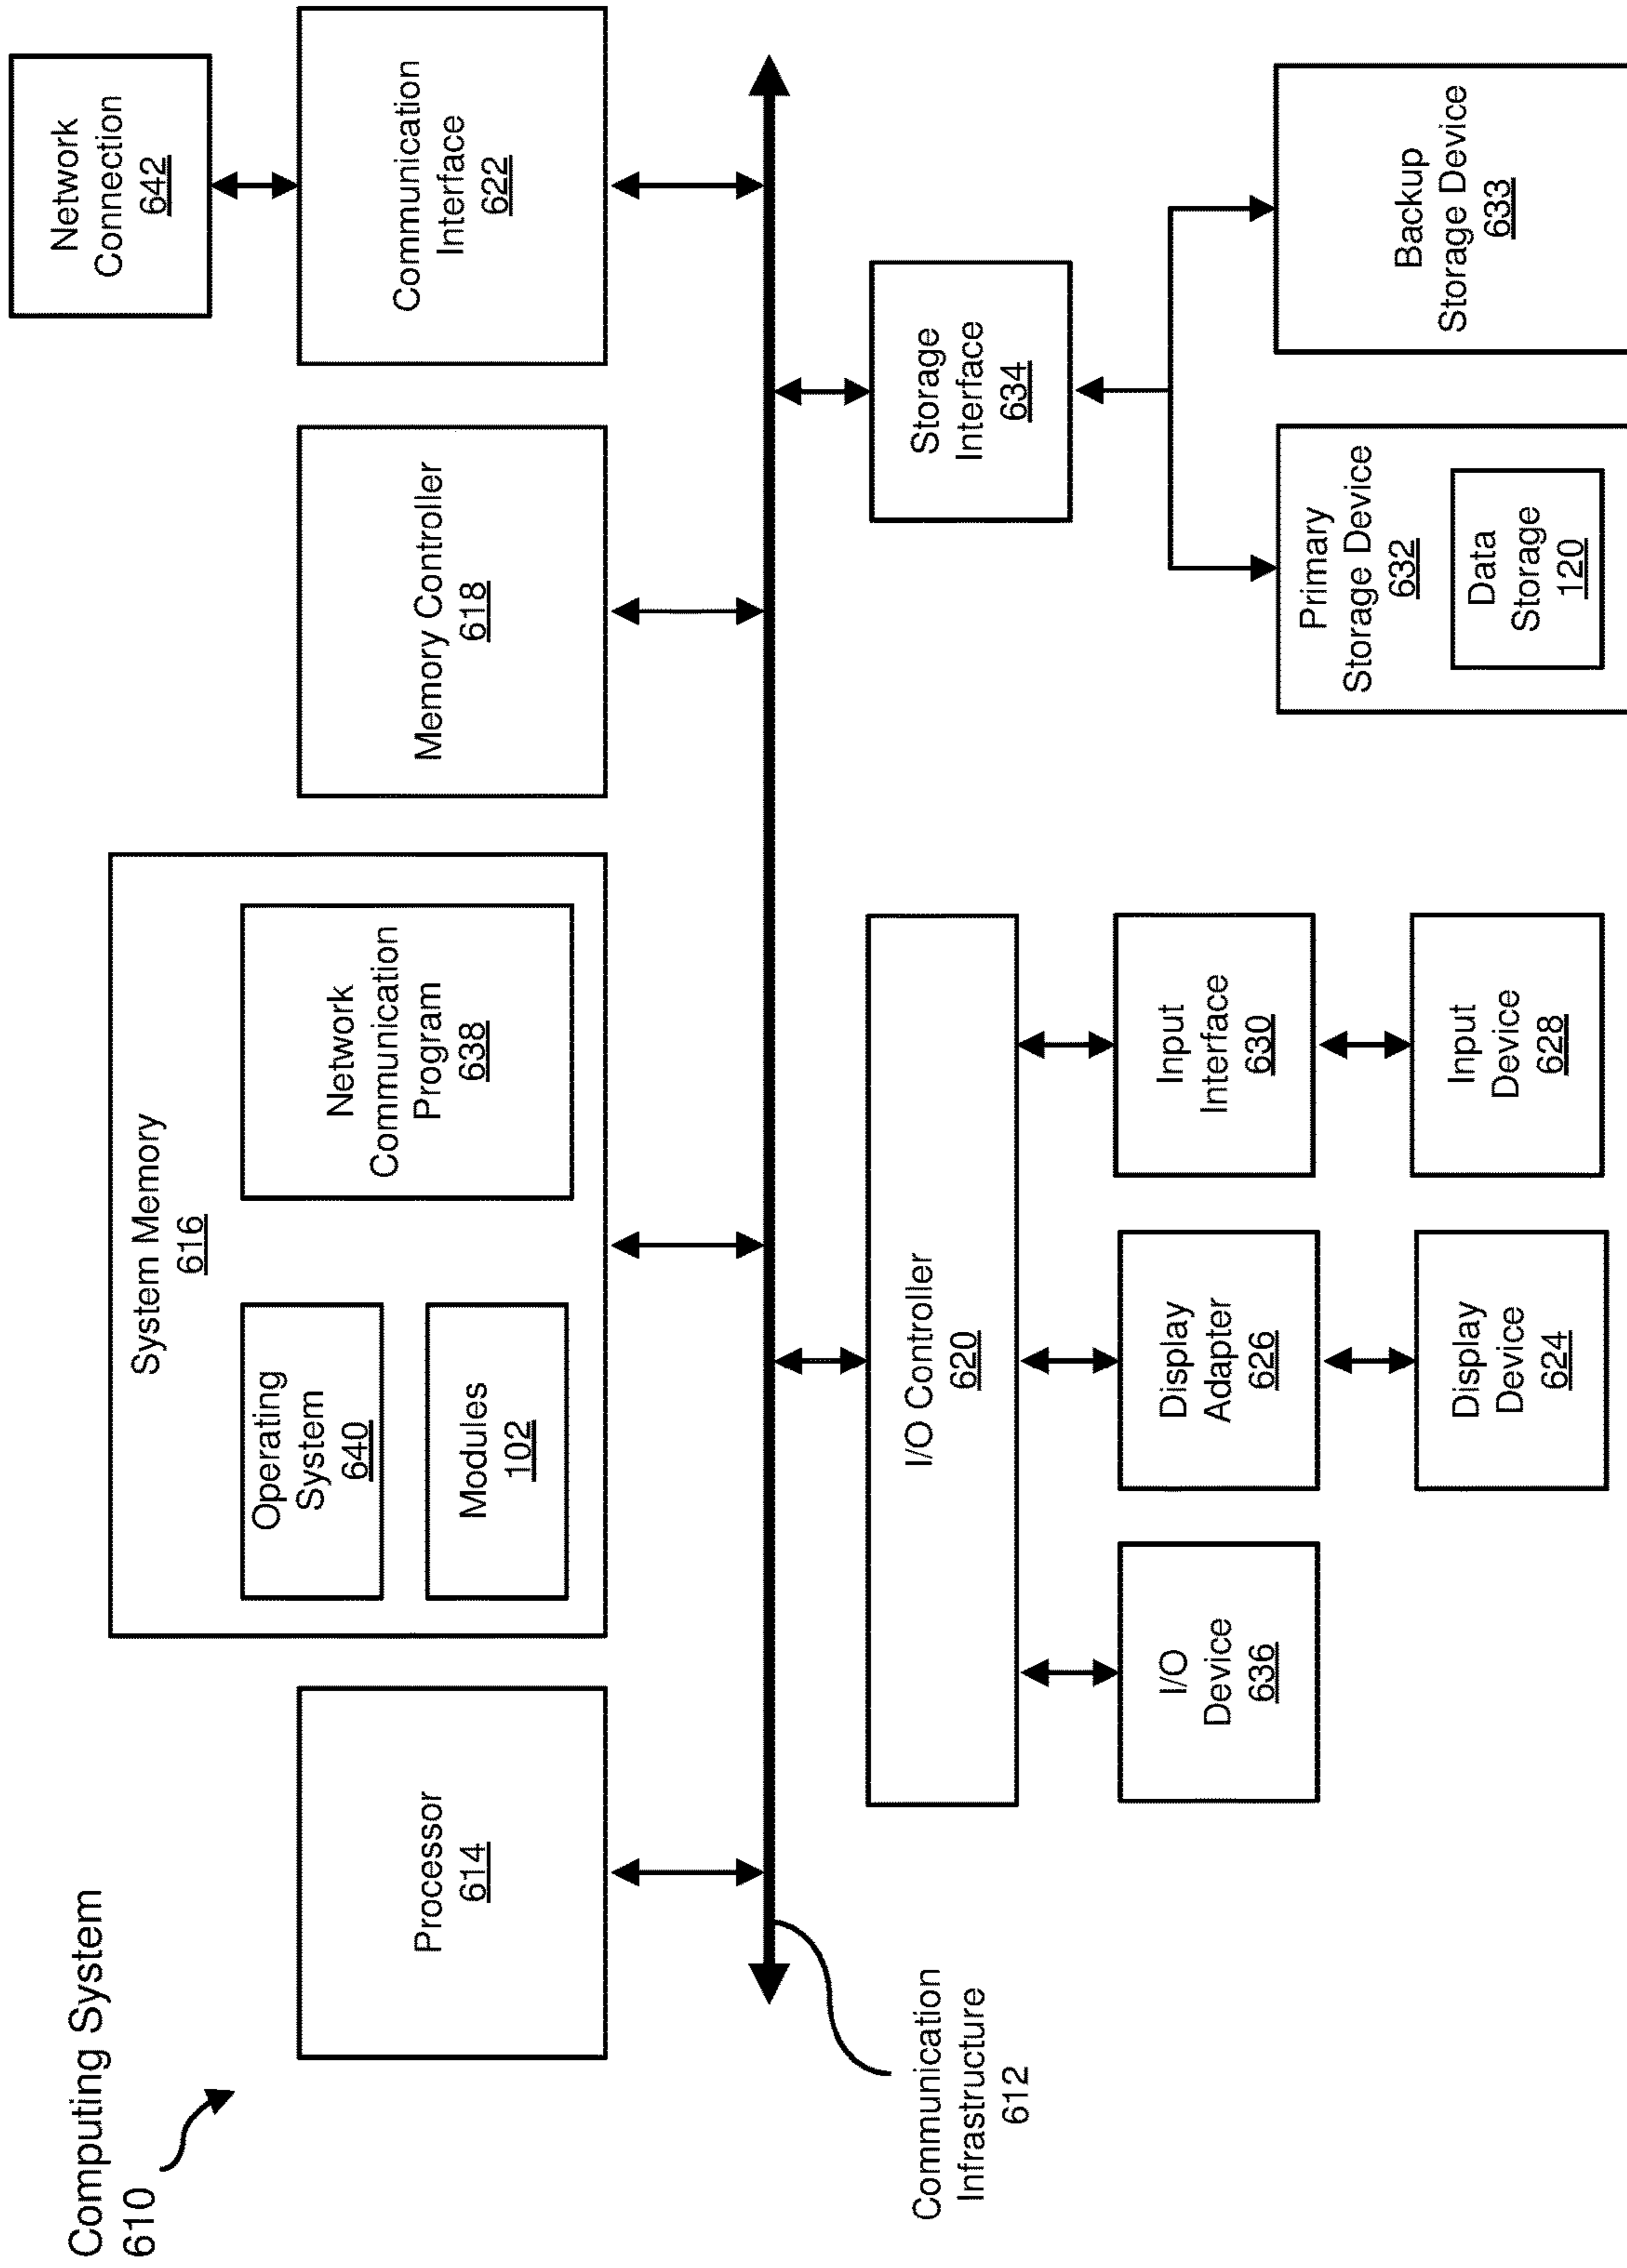 Computing System
610
Processor
614
System Memory
616
Operating
System
640
Modules
102
Network
Communication
Program
638
Memory Controller
618
Communication
Interface
622
Network
Connection
642
Communication
Infrastructure
612
I/O Controller
620
I/O
Device
636
Display
Adapter
626
Input
Interface
630
Display
Device
624
Input
Device
628
Storage
Interface
634
Primary
Storage Device
632
Data
Storage
120
Backup
Storage Device
633